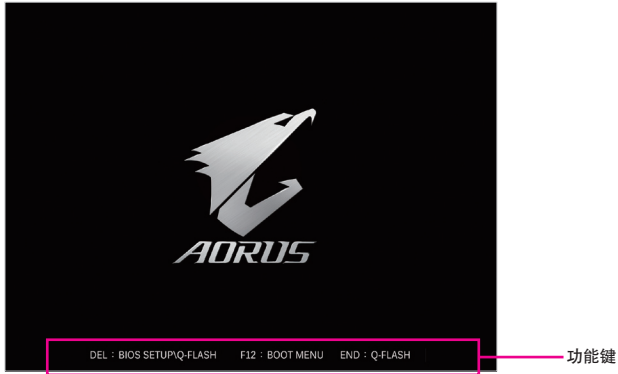 AORUS
DEL : BIOS SETUP\Q-FLASH F12 : BOOT MENU END : Q-FLASH
功能键